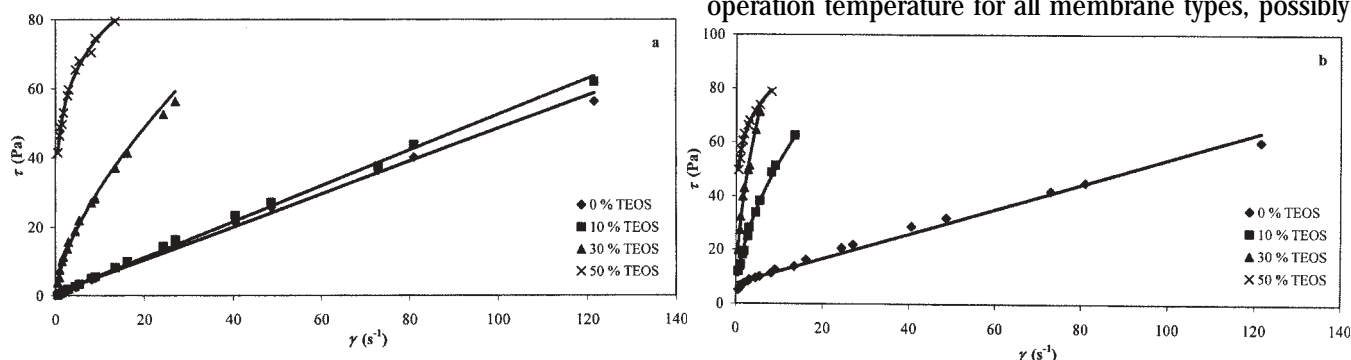 operation temperature for all membrane types, possibly
80
60
40
20
0
τ (Pa)
0 20 40 60 80 100 120 140
γ (s-1)
a
0 % TEOS
10 % TEOS
30 % TEOS
50 % TEOS
100
80
60
40
20
0
τ (Pa)
0 20 40 60 80 100 120 140
γ (s-1)
b
0 % TEOS
10 % TEOS
30 % TEOS
50 % TEOS